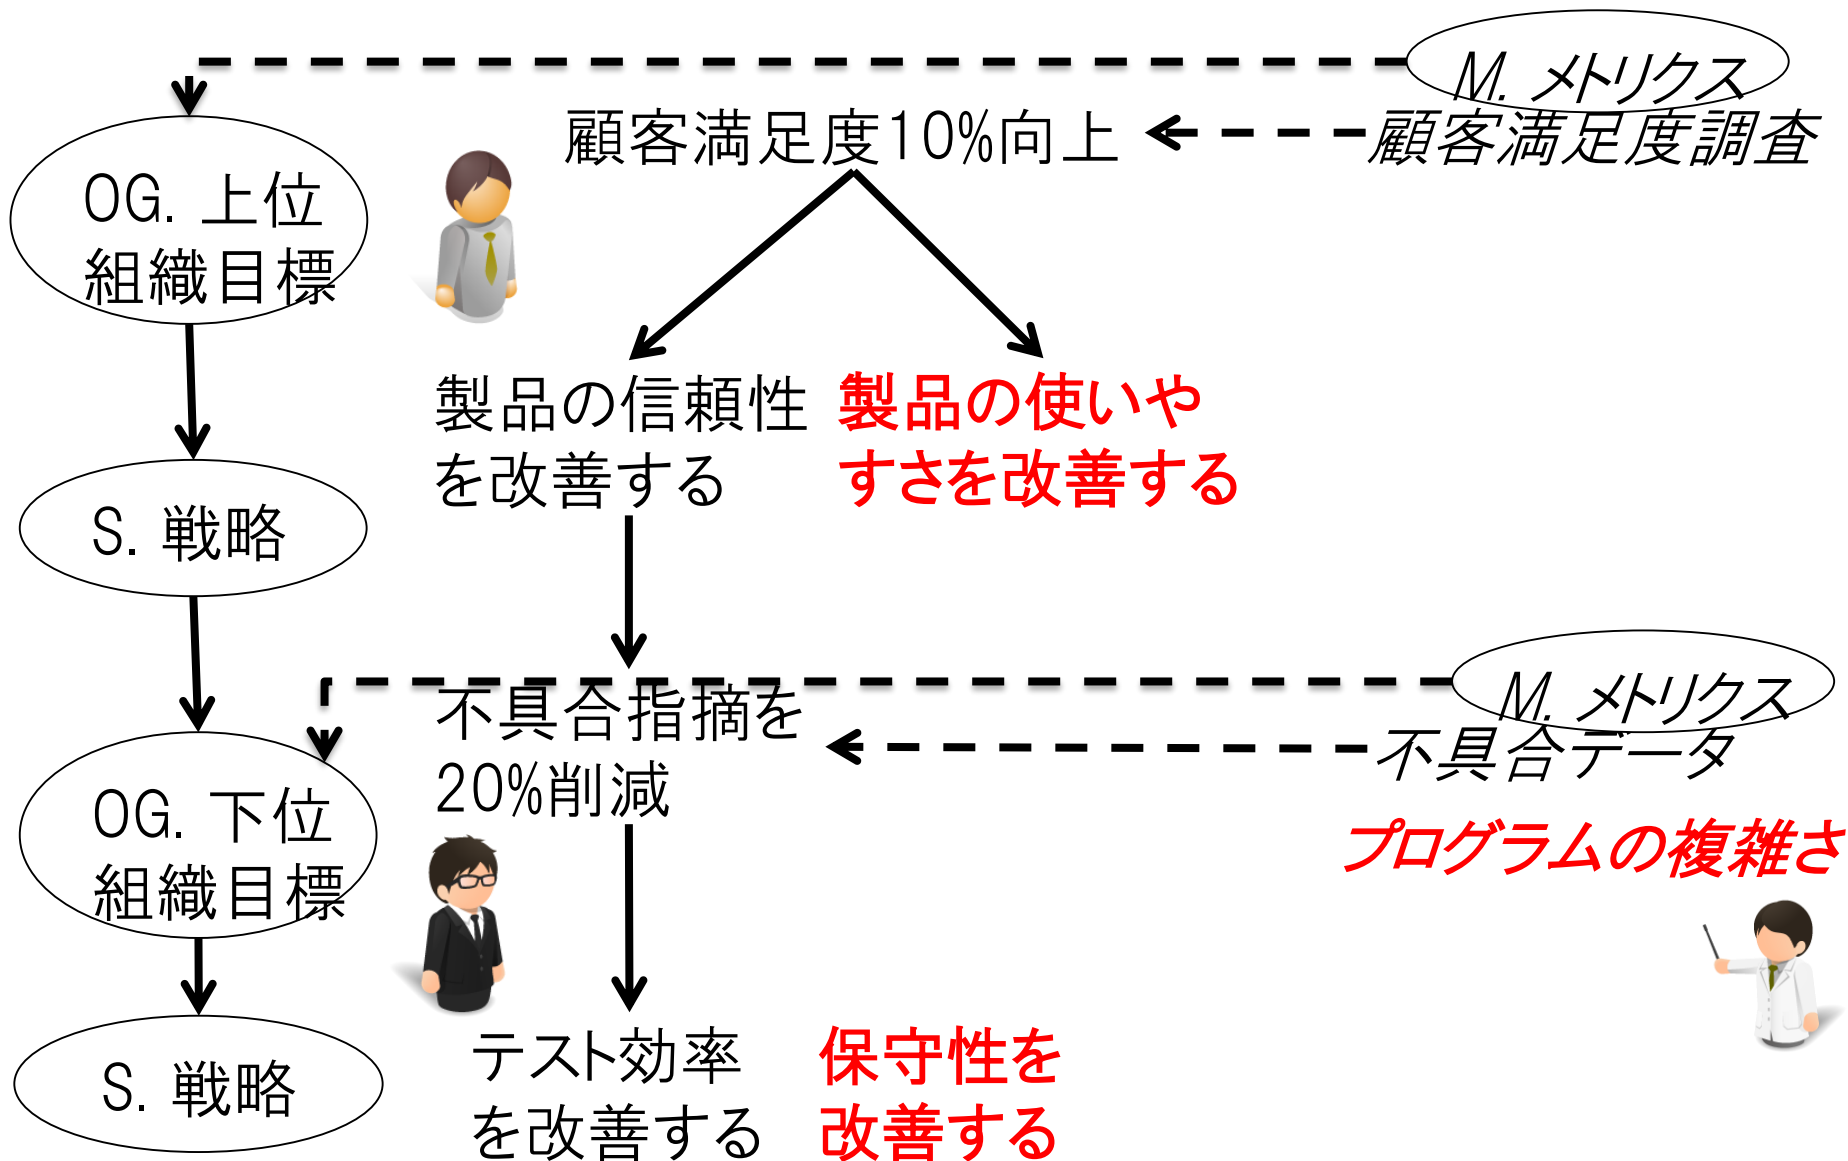 M. メトリクス
顧客満足度10%向上
顧客満足度調査
OG. 上位
組織目標
製品の信頼性
を改善する
製品の使いや
すさを改善する
S. 戦略
M. メトリクス
不具合指摘を
20%削減
不具合データ
OG. 下位
組織目標
プログラムの複雑さ
S. 戦略
テスト効率
を改善する
保守性を
改善する